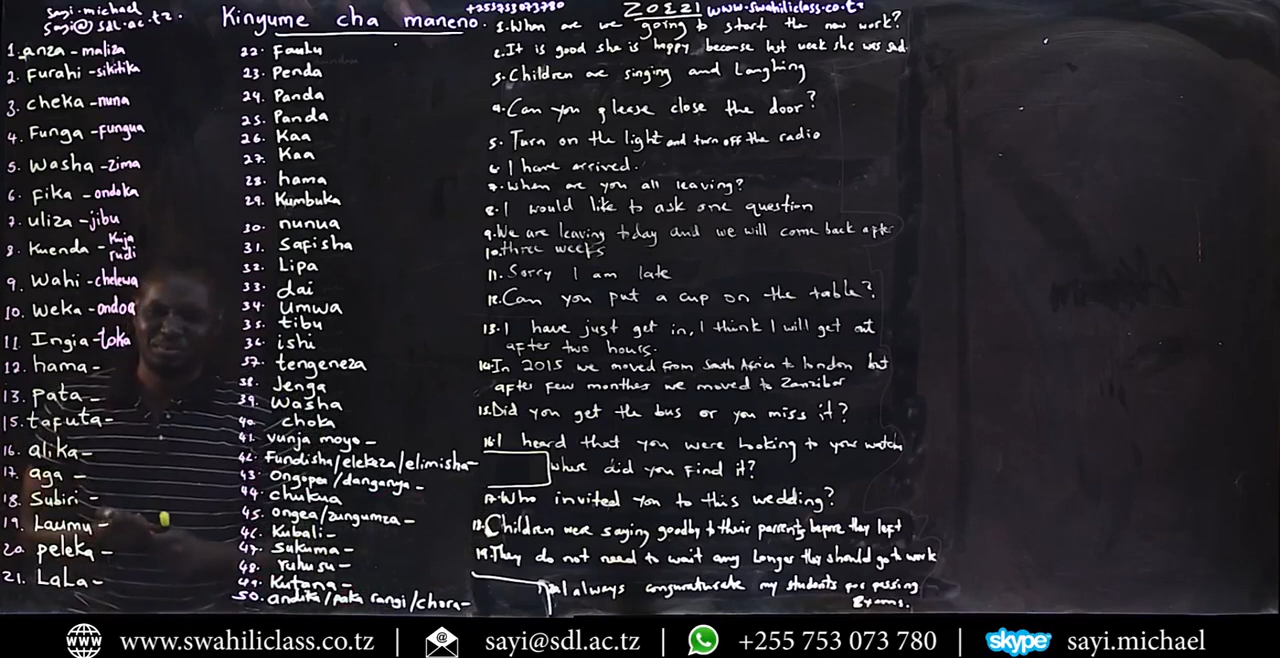 sayi.michael
sayi@sdl.ac.tz.
Kinyume cha maneno.
+255753073780
ZOEZI www.swahiliclass.co.tz
1. anza - maliza
2. Furahi - sikitika
3. cheka - nuna
4. Funga - fungua
5. Washa - zima
6. Fika - ondoka
7. uliza - jibu
8. Kuenda - Kuja
rudi
9. Wahi - chelewa
10. Weka - ondoa
11. Ingia - toka
12. hama -
13. pata -
15. tafuta -
16. alika -
17. aga -
18. Subiri -
19. Laumu -
20. peleka -
21. LaLa -
22. Faulu
23. Penda
24. Panda
25. Panda
26. Kaa
27. Kaa
28. hama
29. Kumbuka
30. nunua
31. Safisha
32. Lipa
33. dai
34. umwa
35. tibu
36. ishi
37. tengeneza
38. Jenga
39. Washa
40. choka
41. vunja moyo -
42. Fundisha/elekeza/elimisha -
43. Ongopea/danganya -
44. chukua
45. ongea/zungumza -
46. Kubali -
47. Sukuma -
48. ruhusu -
49. Kutana -
50. andika/paka rangi/chora -
1. When are we going to start the new work?
2. It is good she is happy because last week she was sad.
3. Children are singing and Laughing
4. Can you please close the door?
5. Turn on the light and turn off the radio
6. I have arrived.
7. When are you all leaving?
8. I would like to ask one question
9. We are leaving today and we will come back after
10. three weeks
11. Sorry I am late
12. Can you put a cup on the table?
13. I have just get in, I think I will get out
after two hours.
14. In 2015 we moved from South Africa to london but
after few monthes we moved to Zanzibar
15. Did you get the bus or you miss it?
16. I heard that you were Looking to your watch
where did you find it?
17. Who invited you to this wedding?
18. Children were saying goodby to their parrents before they left
19. They do not need to wait any Longer they should go to work
I always conguraturate my students for passing
Exams.
www.swahiliclass.co.tz | sayi@sdl.ac.tz | +255 753 073 780 | skype sayi.michael